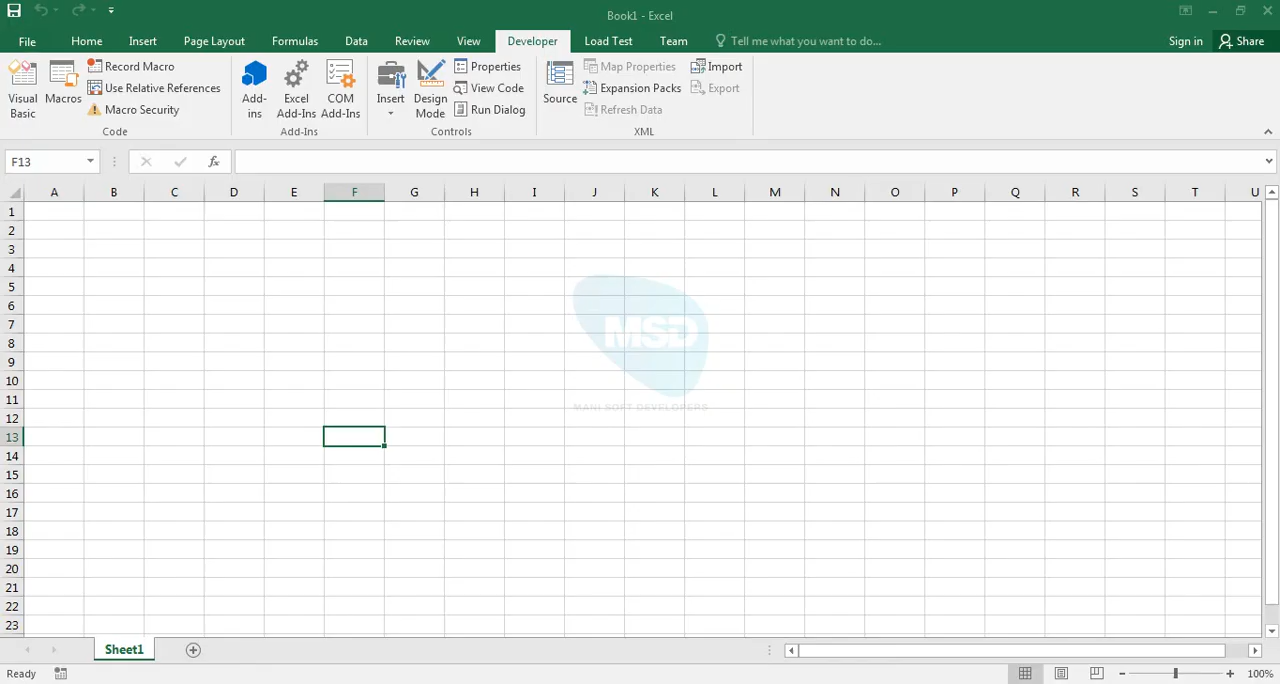 Book1 - Excel
File Home Insert Page Layout Formulas Data Review View Developer Load Test Team Tell me what you want to do... Sign in Share
Visual Basic
Macros
Record Macro
Use Relative References
Macro Security
Code
Add-ins
Excel Add-Ins
COM Add-Ins
Add-Ins
Insert
Design Mode
Properties
View Code
Run Dialog
Controls
Source
Map Properties
Expansion Packs
Refresh Data
Import
Export
XML
F13 fx
A B C D E F G H I J K L M N O P Q R S T U
1
2
3
4
5
6
7
8
9
10
11
12
13
14
15
16
17
18
19
20
21
22
23
MSD
MANI SOFT DEVELOPERS
Sheet1
Ready 100%